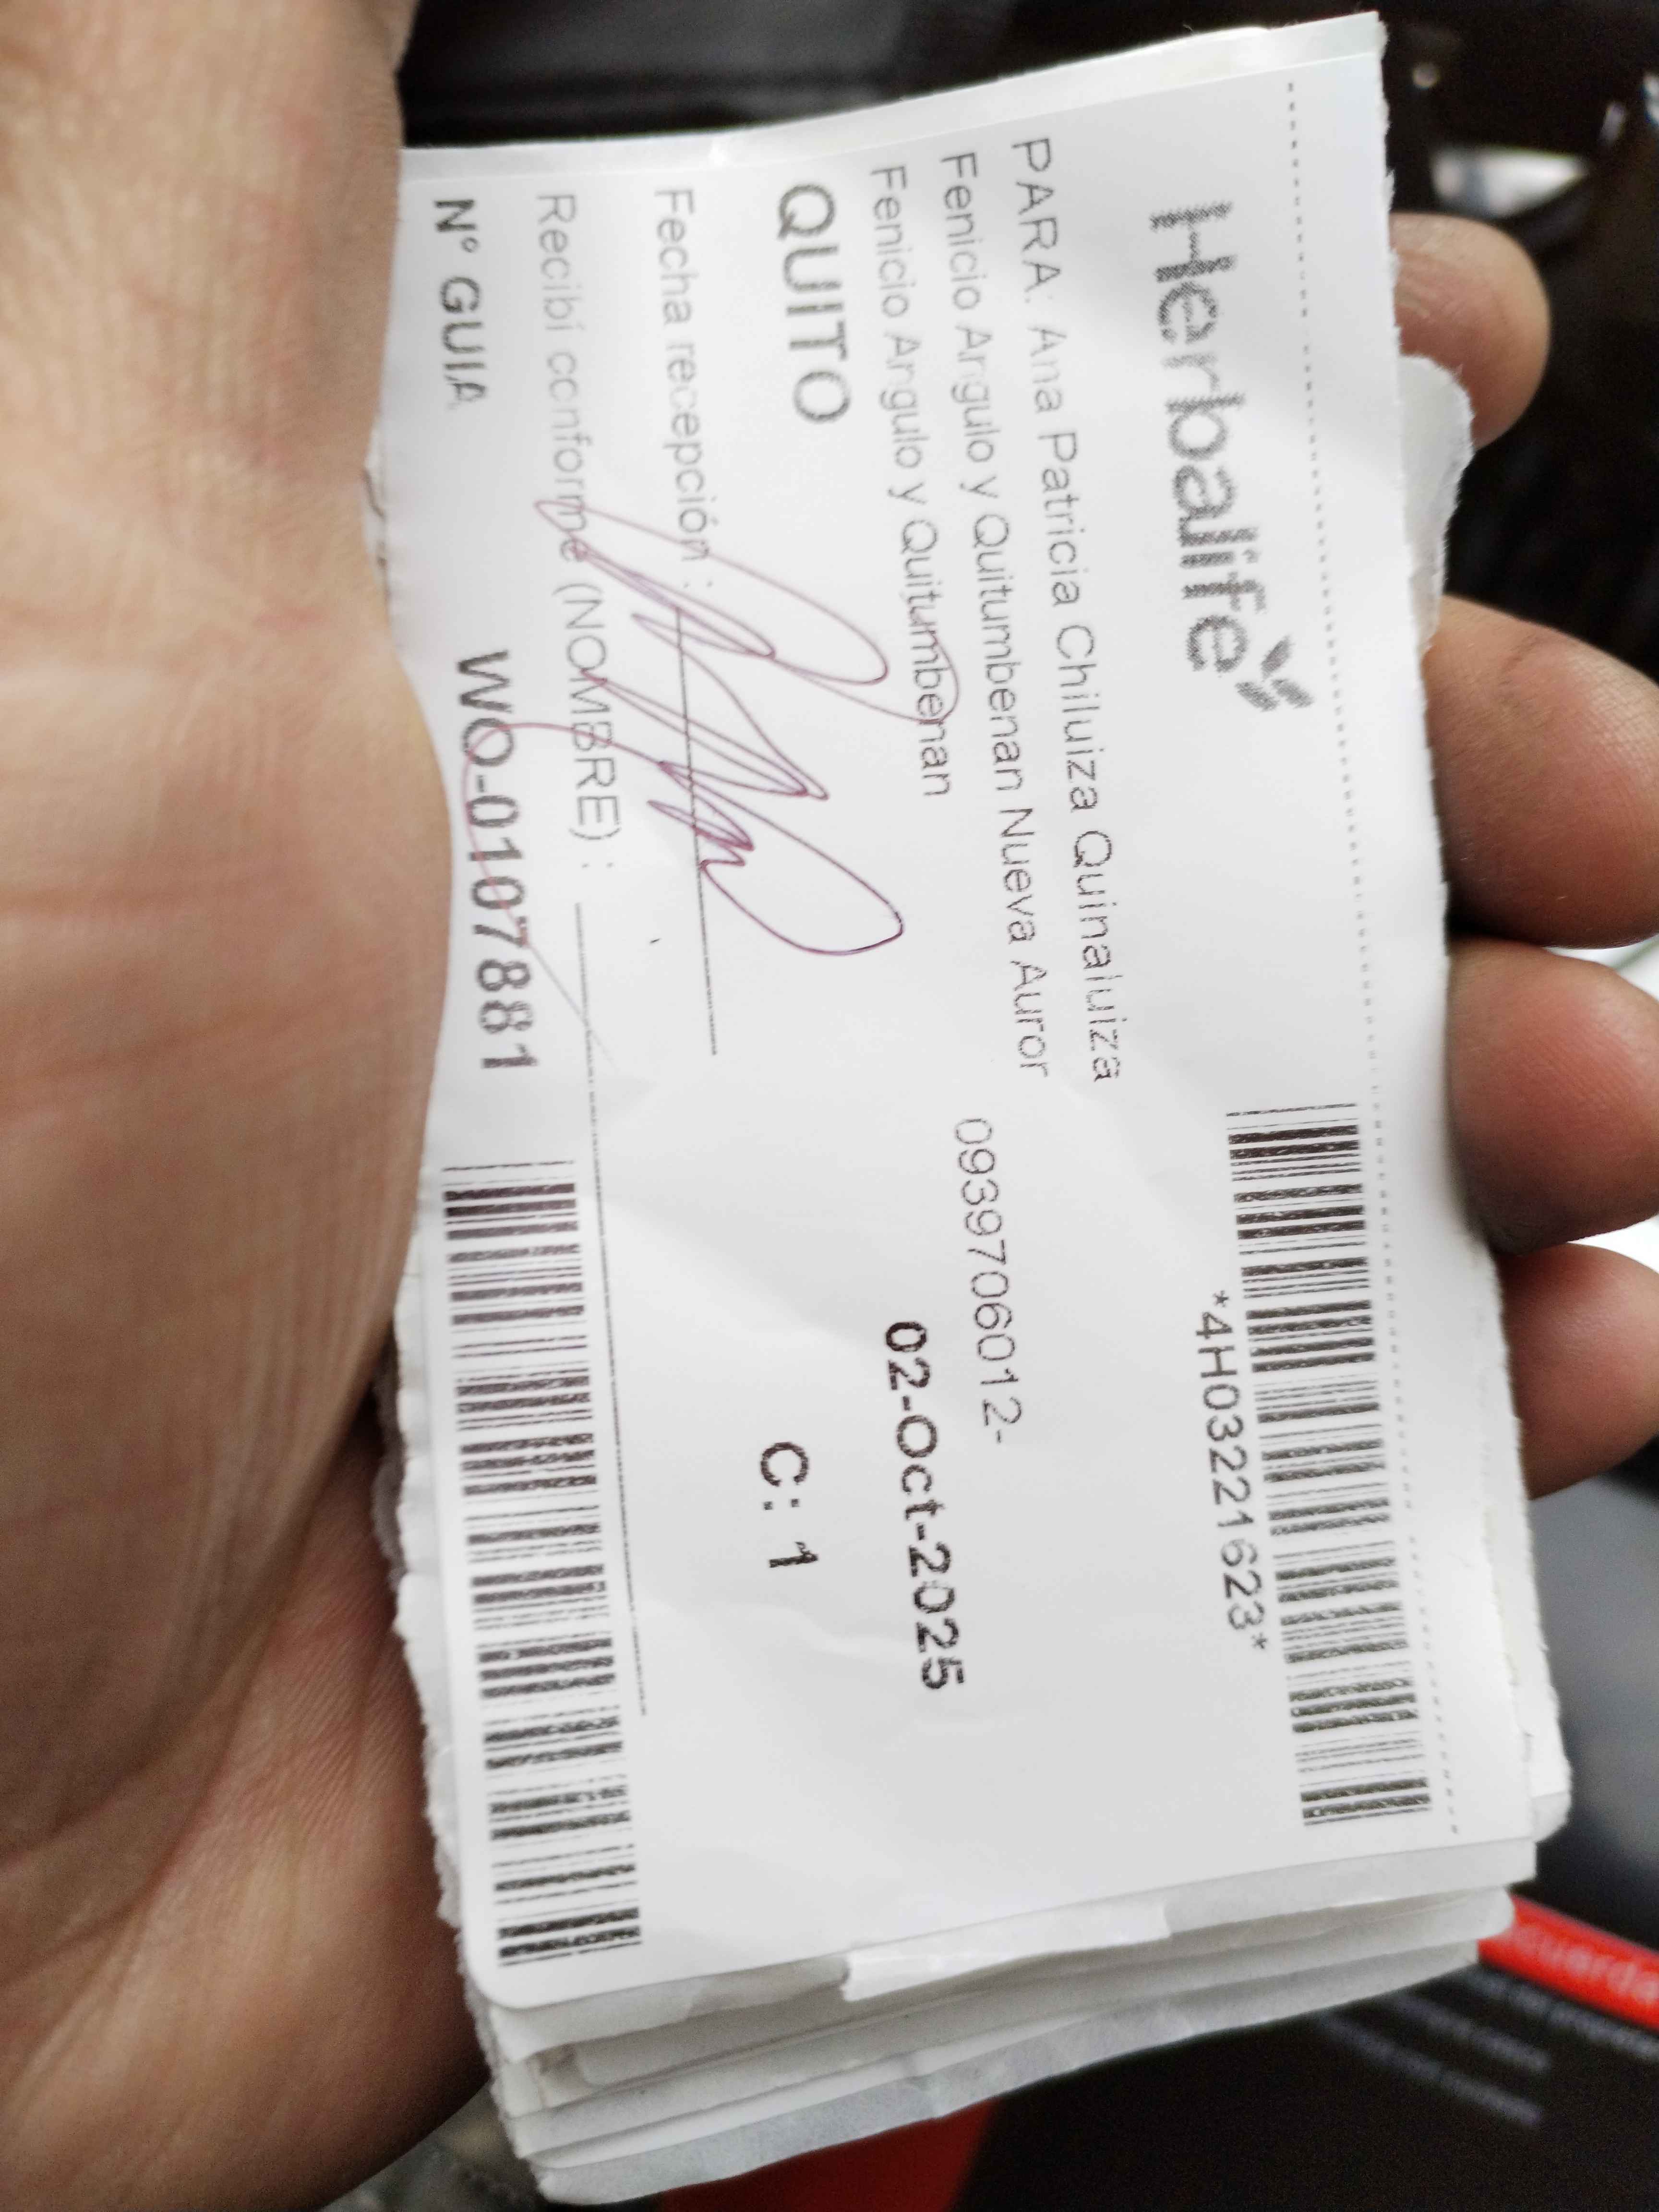 Herbalife
*4H03221623*
PARA: Ana Patricia Chiluiza Quinaluiza
Fenicio Angulo y Quitumbenan Nueva Auror
0939706012-
Fenicio Angulo y Quitumbenan
02-Oct-2025
QUITO
C: 1
Fecha recepción :
Recibí conforme (NOMBRE) :
N° GUIA WO-0107881